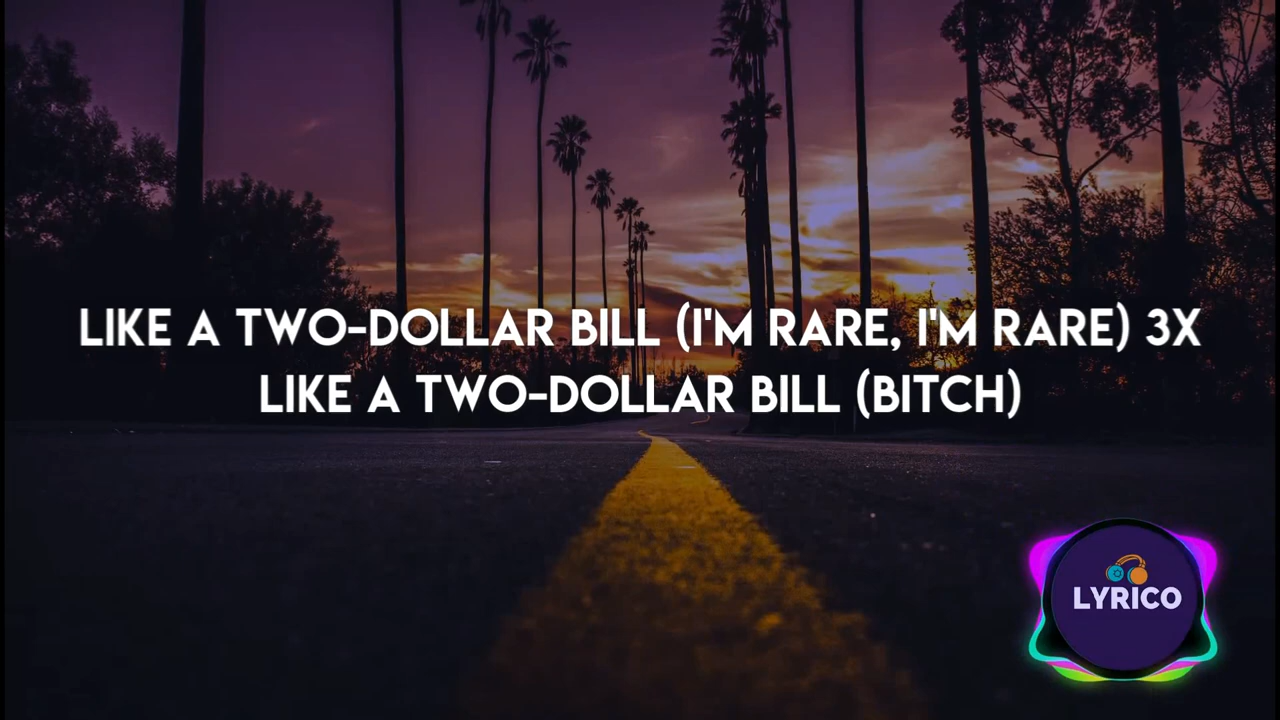 LIKE A TWO-DOLLAR BILL (I'M RARE, I'M RARE) 3X
LIKE A TWO-DOLLAR BILL (BITCH)
LYRICO